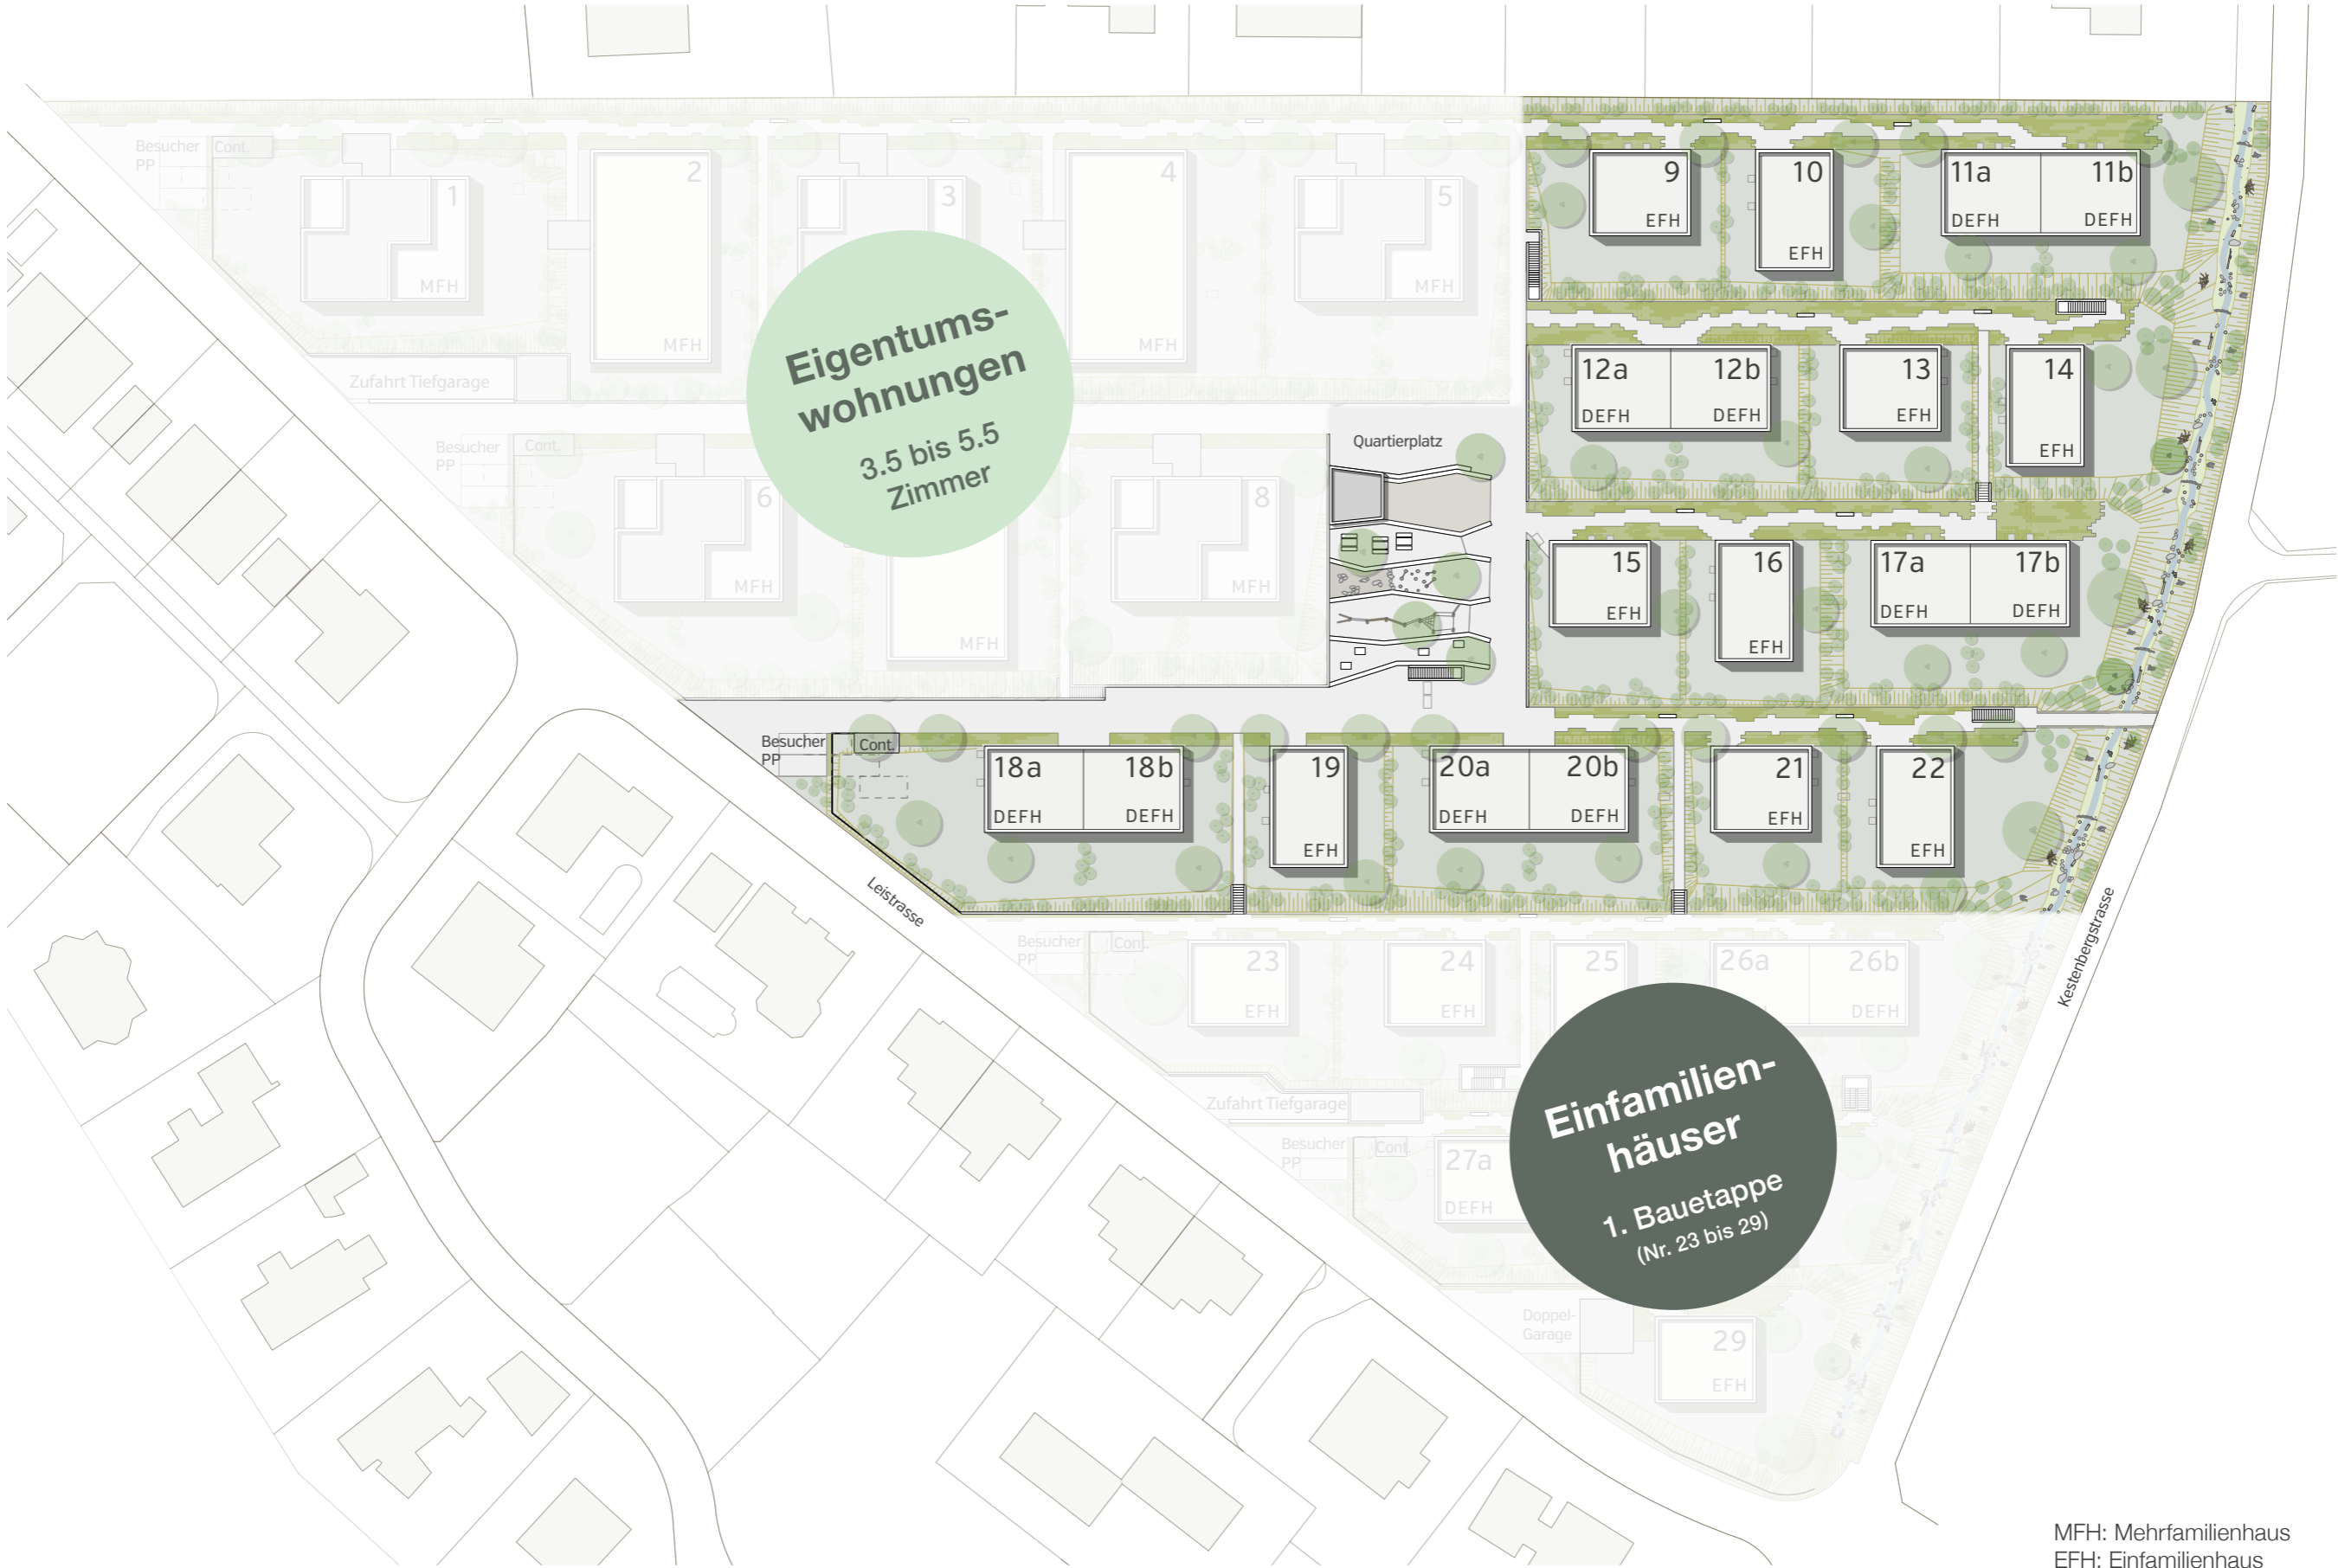 Besucher
PP
Cont.
1
MFH
2
MFH
3
4
MFH
5
MFH
9
EFH
10
EFH
11a
DEFH
11b
DEFH
Eigentums-
wohnungen
3.5 bis 5.5
Zimmer
Zufahrt Tiefgarage
12a
DEFH
12b
DEFH
13
EFH
14
EFH
Besucher
PP
Cont.
6
MFH
MFH
8
MFH
Quartierplatz
15
EFH
16
EFH
17a
DEFH
17b
DEFH
Besucher
PP
Cont.
18a
DEFH
18b
DEFH
19
EFH
20a
DEFH
20b
DEFH
21
EFH
22
EFH
Leistrasse
Kestenbergstrasse
Besucher
PP
Cont.
23
EFH
24
EFH
25
26a
26b
DEFH
Zufahrt Tiefgarage
Besucher
PP
Cont.
27a
DEFH
Einfamilien-
häuser
1. Bauetappe
(Nr. 23 bis 29)
Doppel-
Garage
29
EFH
MFH: Mehrfamilienhaus
EFH: Einfamilienhaus